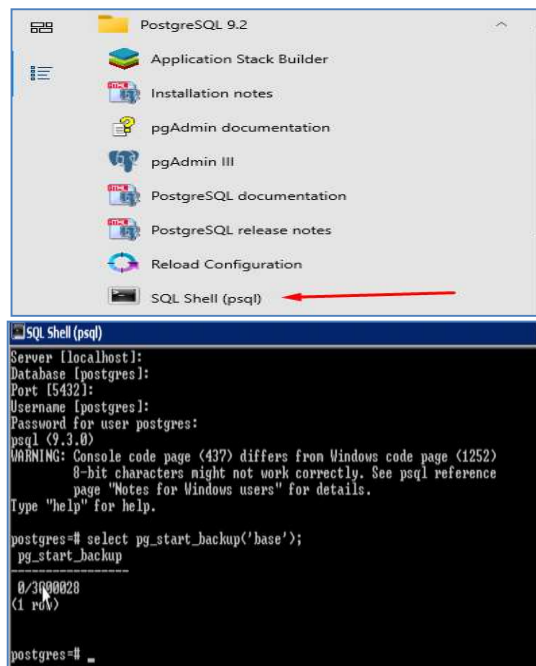 PostgreSQL 9.2
Application Stack Builder
Installation notes
pgAdmin documentation
pgAdmin III
PostgreSQL documentation
PostgreSQL release notes
Reload Configuration
SQL Shell (psql)
SQL Shell (psql)
Server [localhost]:
Database [postgres]:
Port [5432]:
Username [postgres]:
Password for user postgres:
psql (9.3.0)
WARNING: Console code page (437) differs from Windows code page (1252)
8-bit characters might not work correctly. See psql reference
page "Notes for Windows users" for details.
Type "help" for help.
postgres=# select pg_start_backup('base');
pg_start_backup
-----------------
0/3000028
(1 row)
postgres=# _